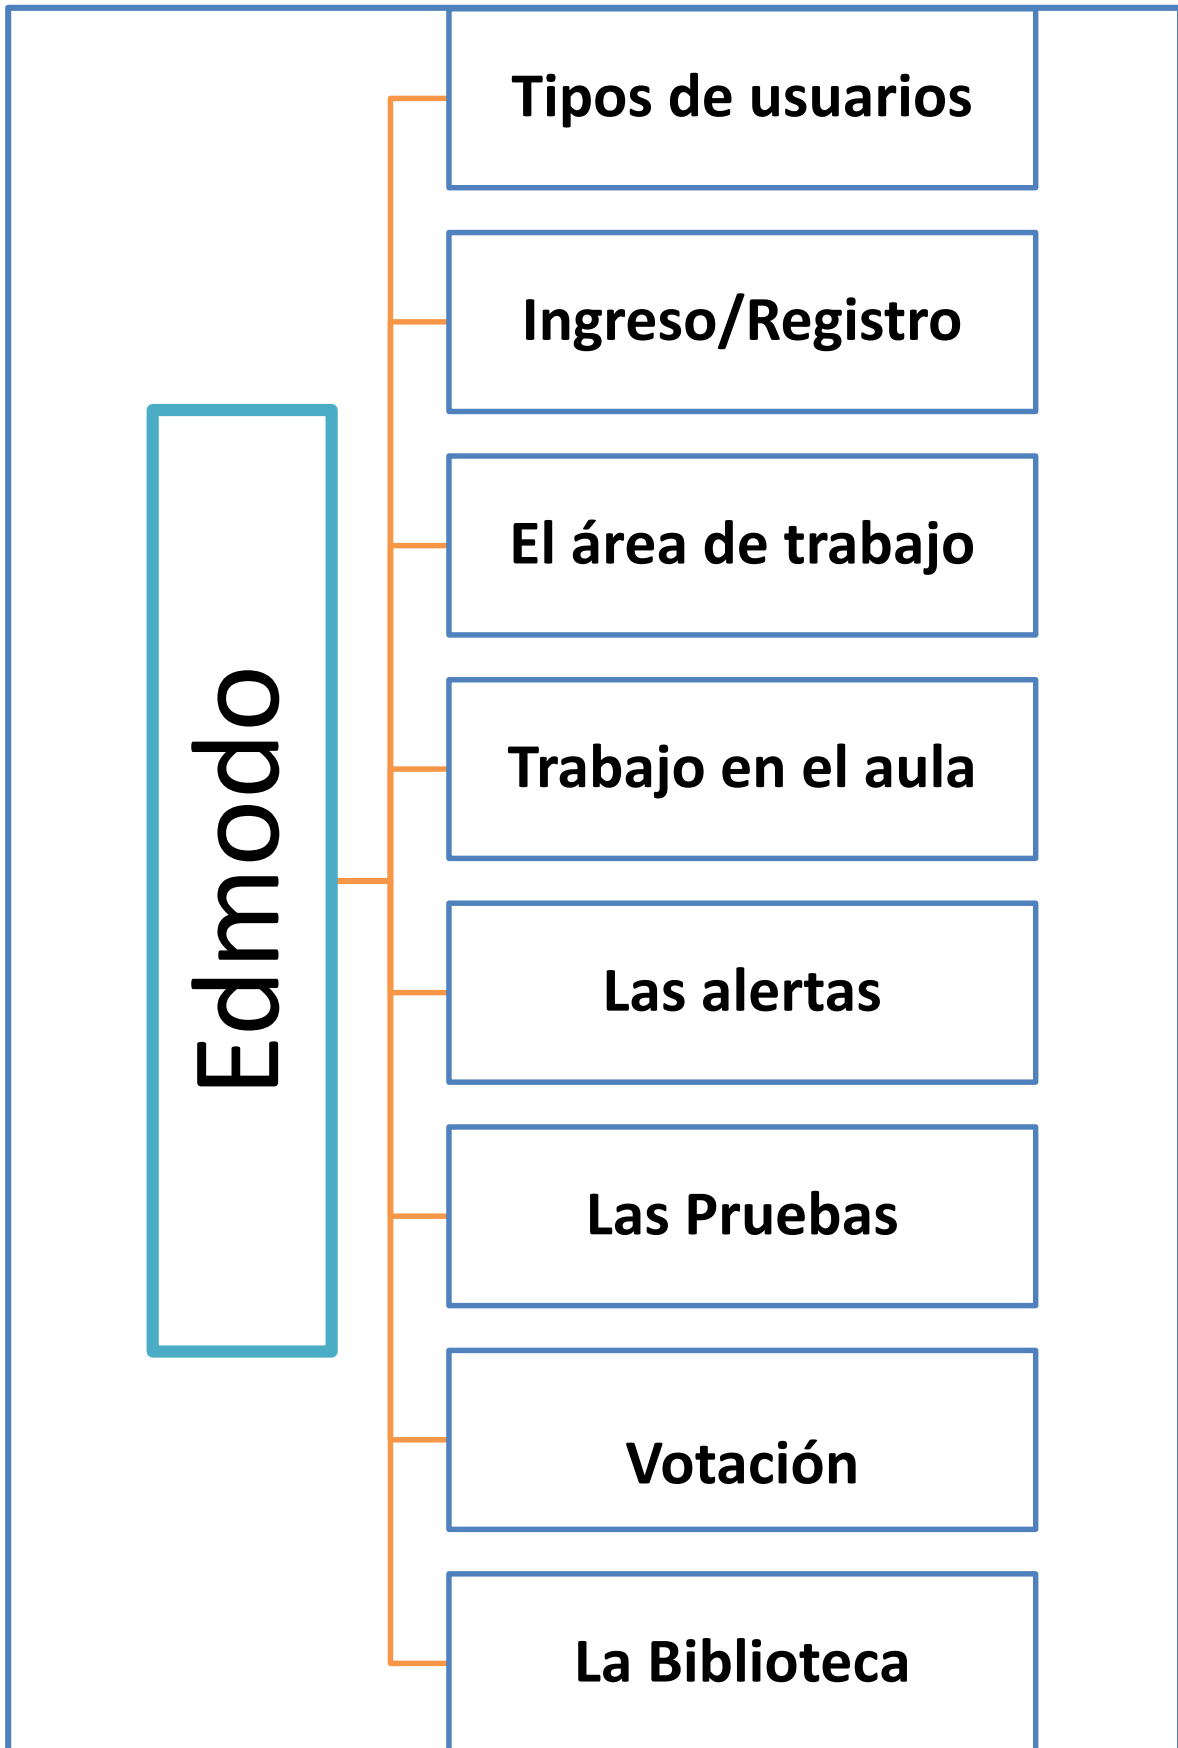 Edmodo
Tipos de usuarios
Ingreso/Registro
El área de trabajo
Trabajo en el aula
Las alertas
Las Pruebas
Votación
La Biblioteca